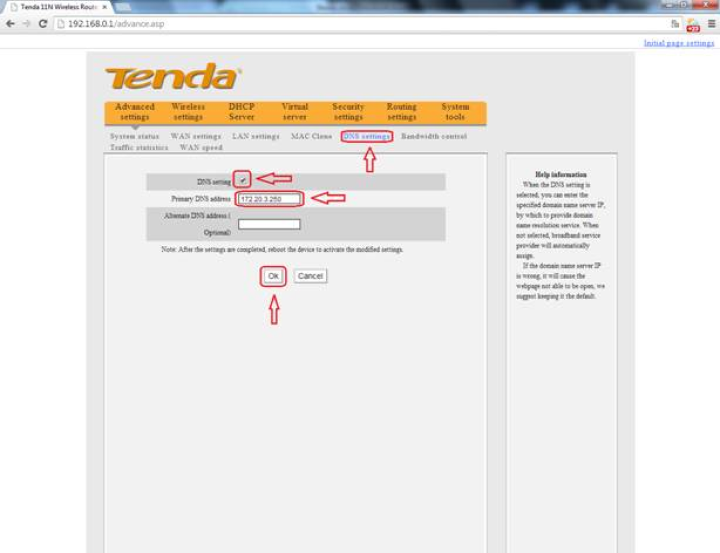 Tenda 11N Wireless Route
192.168.0.1/advance.asp
Initial page settings
Tenda
Advanced settings
Wireless settings
DHCP Server
Virtual server
Security settings
Routing settings
System tools
System status WAN settings LAN settings MAC Clone DNS settings Bandwidth control
Traffic statistics WAN speed
DNS setting
Primary DNS address 172.20.3.250
Alternate DNS address (
Optional)
Note: After the settings are completed, reboot the device to activate the modified settings.
Ok Cancel
Help information
When the DNS setting is
selected, you can enter the
specified domain name server IP,
by which to provide domain
name resolution service. When
not selected, broadband service
provider will automatically
assign.
If the domain name server IP
is wrong, it will cause the
webpage not able to be open, we
suggest keeping it the default.